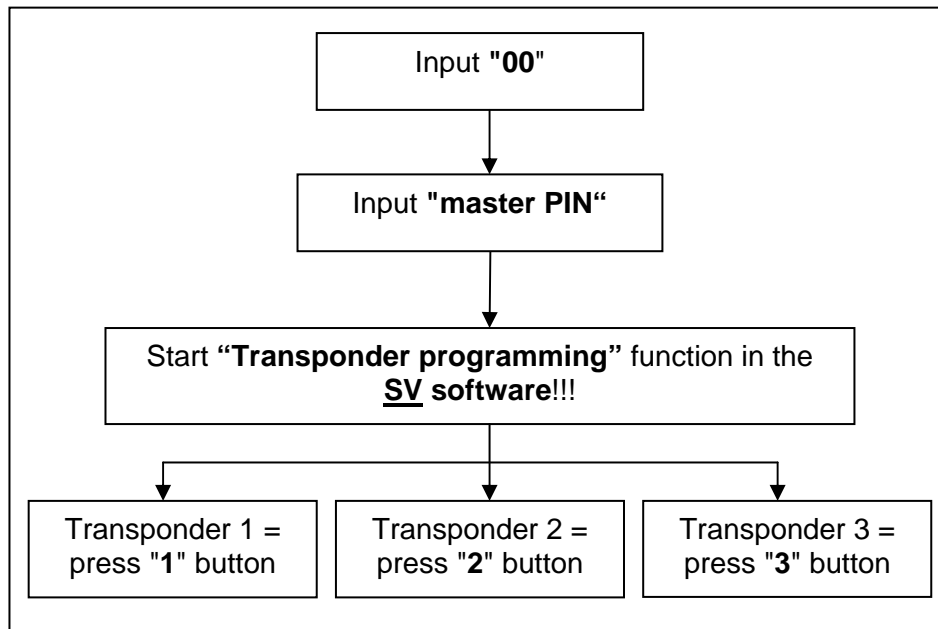 Input "00"
Input "master PIN“
Start “Transponder programming” function in the
SV software!!!
Transponder 1 =
press "1" button
Transponder 2 =
press "2" button
Transponder 3 =
press "3" button